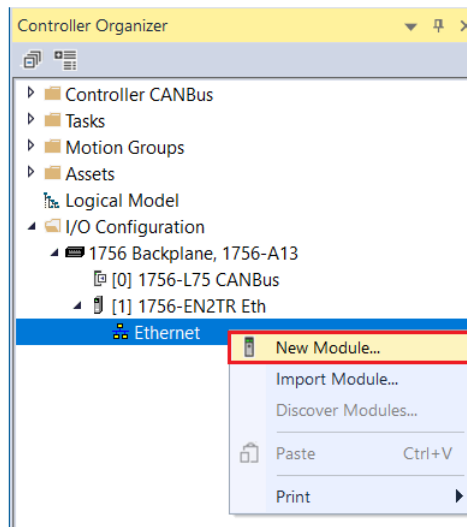 Controller Organizer
Controller CANBus
Tasks
Motion Groups
Assets
Logical Model
I/O Configuration
1756 Backplane, 1756-A13
[0] 1756-L75 CANBus
[1] 1756-EN2TR Eth
Ethernet
New Module...
Import Module...
Discover Modules...
Paste Ctrl+V
Print